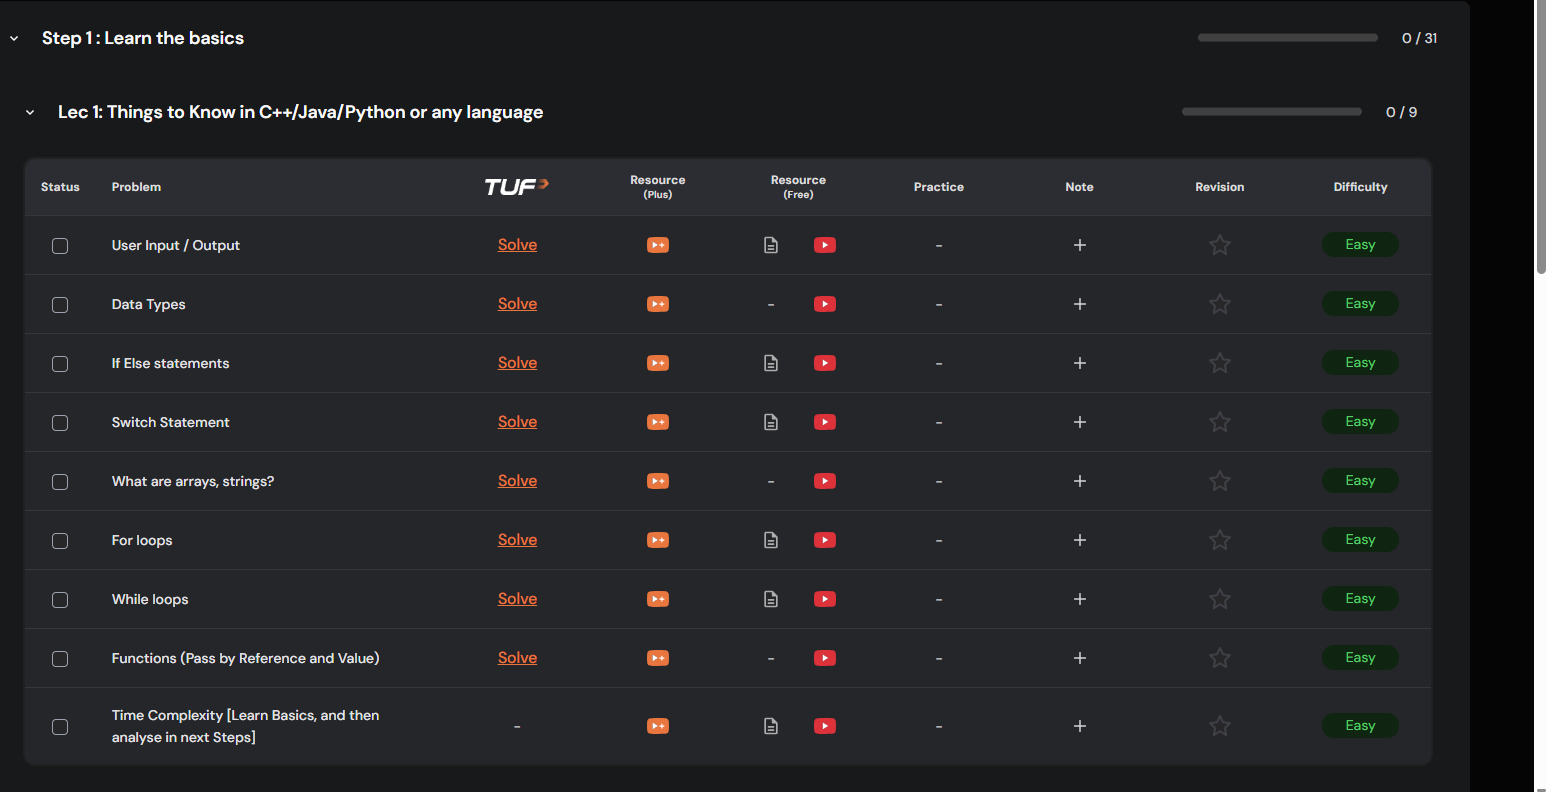 Step 1 : Learn the basics 0 / 31
Lec 1: Things to Know in C++/Java/Python or any language 0 / 9
Status Problem TUF Resource (Plus) Resource (Free) Practice Note Revision Difficulty
User Input / Output Solve - + Easy
Data Types Solve - - + Easy
If Else statements Solve - + Easy
Switch Statement Solve - + Easy
What are arrays, strings? Solve - - + Easy
For loops Solve - + Easy
While loops Solve - + Easy
Functions (Pass by Reference and Value) Solve - - + Easy
Time Complexity [Learn Basics, and then
analyse in next Steps] - - + Easy